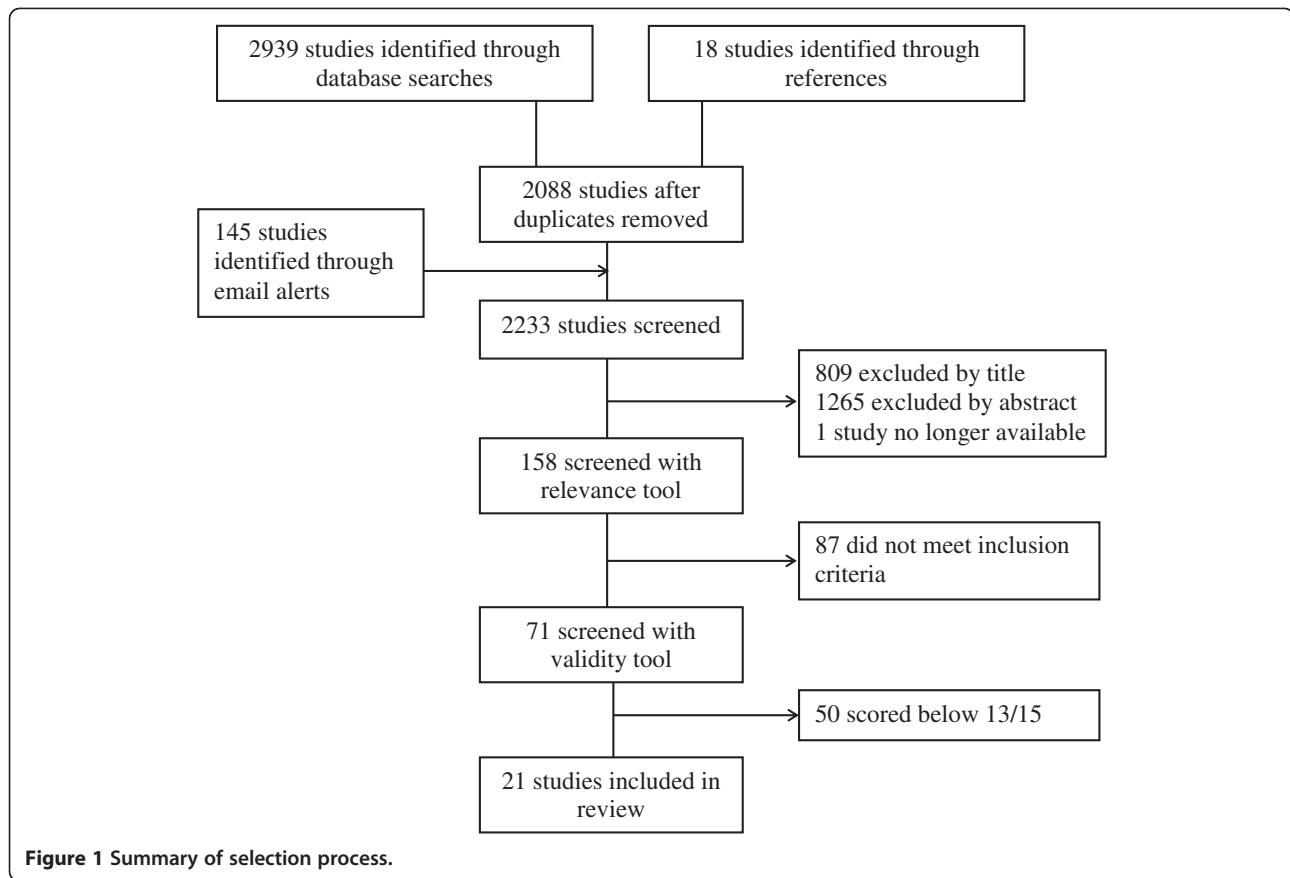 2939 studies identified through
database searches
18 studies identified through
references
2088 studies after
duplicates removed
145 studies
identified through
email alerts
2233 studies screened
809 excluded by title
1265 excluded by abstract
1 study no longer available
158 screened with
relevance tool
87 did not meet inclusion
criteria
71 screened with
validity tool
50 scored below 13/15
21 studies included in
review
Figure 1 Summary of selection process.